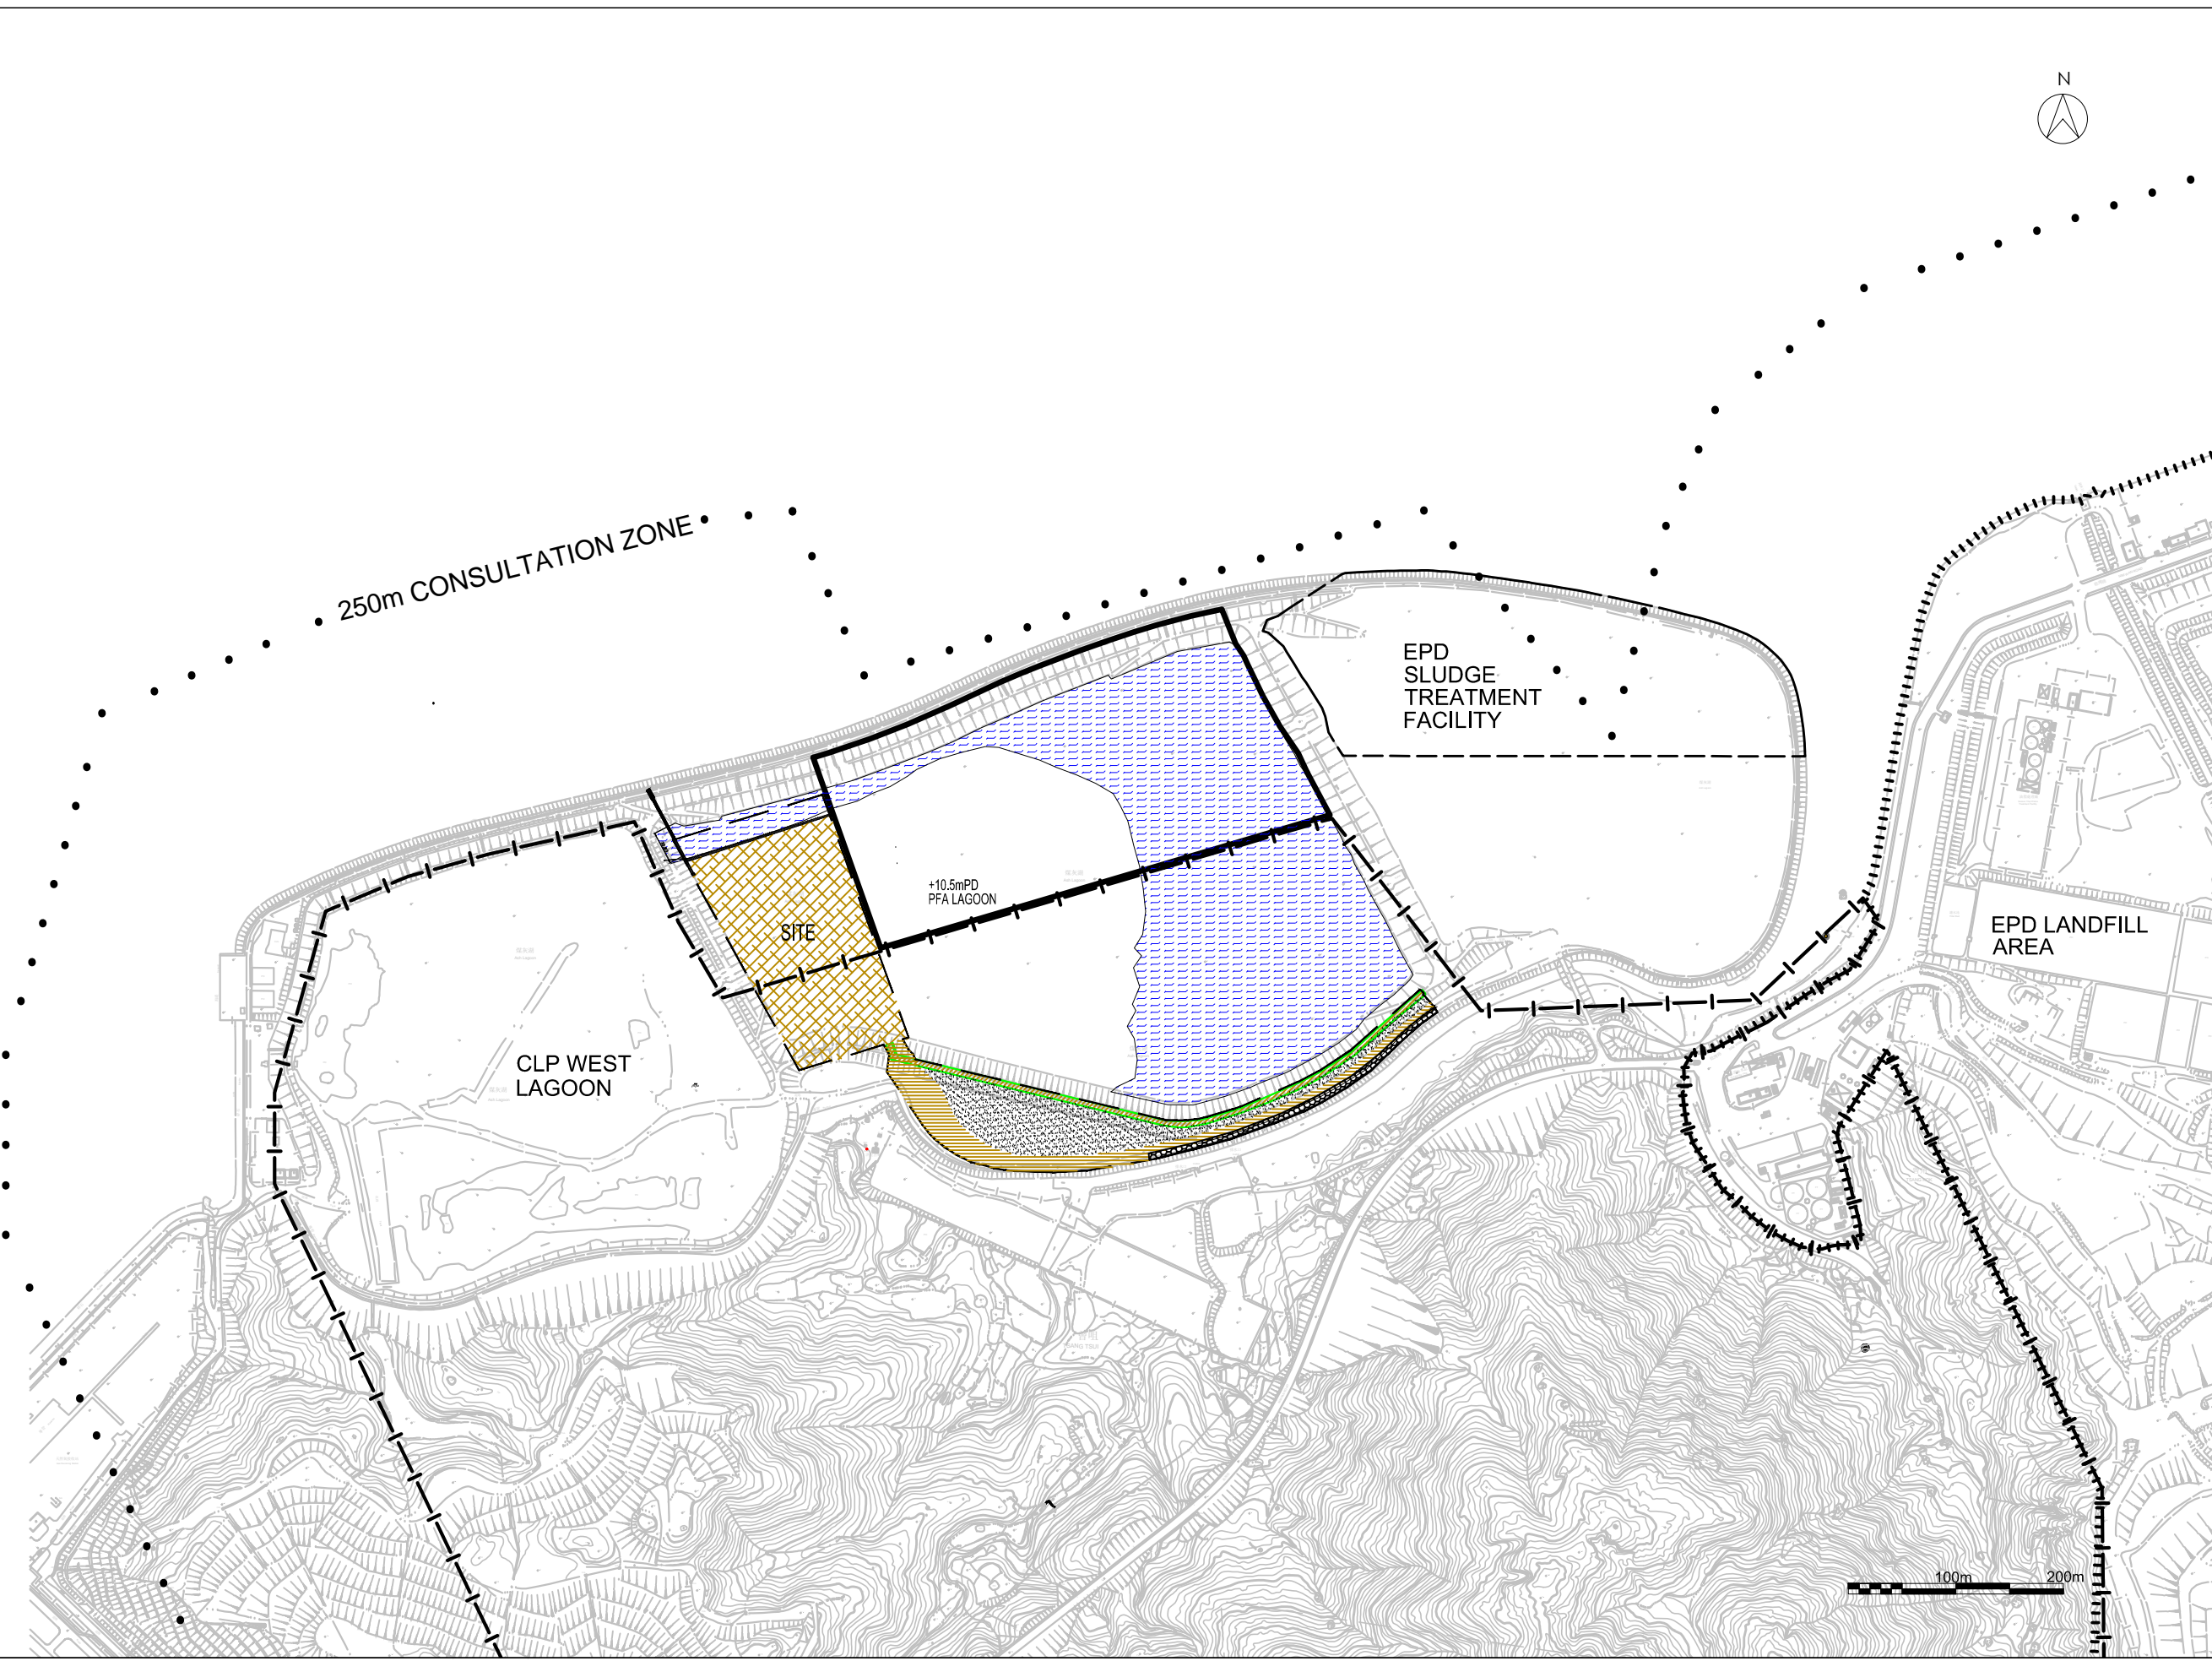 N
250m CONSULTATION ZONE
EPD
SLUDGE
TREATMENT
FACILITY
+10.5mPD
PFA LAGOON
SITE
EPD LANDFILL
AREA
CLP WEST
LAGOON
100m
200m